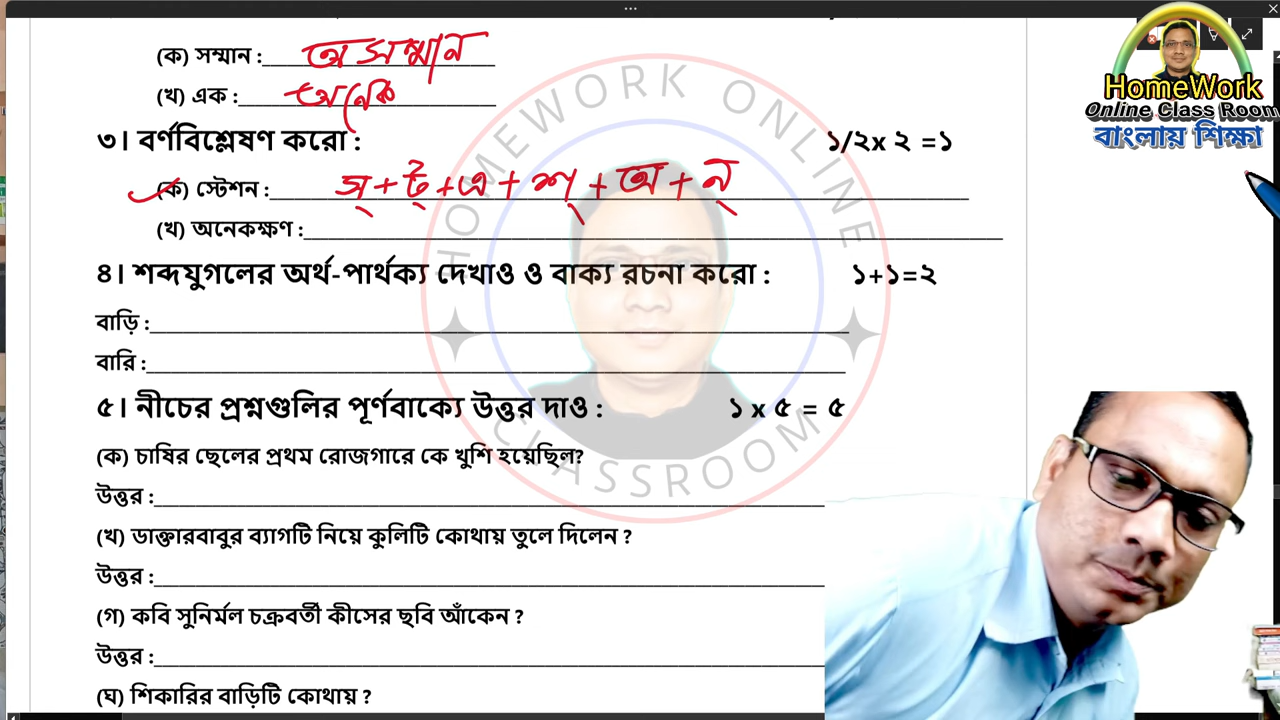 (ক) সম্মান : অসম্মান
(খ) এক : অনেক
৩। বর্ণবিশ্লেষণ করো : ১/২x ২ =১
(ক) স্টেশন : স্+ট্+এ+শ্+অ+ন্
(খ) অনেকক্ষণ :
৪। শব্দযুগলের অর্থ-পার্থক্য দেখাও ও বাক্য রচনা করো : ১+১=২
বাড়ি :
বারি :
৫। নীচের প্রশ্নগুলির পূর্ণবাক্যে উত্তর দাও : ১ x ৫ = ৫
(ক) চাষির ছেলের প্রথম রোজগারে কে খুশি হয়েছিল?
উত্তর :
(খ) ডাক্তারবাবুর ব্যাগটি নিয়ে কুলিটি কোথায় তুলে দিলেন ?
উত্তর :
(গ) কবি সুনির্মল চক্রবর্তী কীসের ছবি আঁকেন ?
উত্তর :
(ঘ) শিকারির বাড়িটি কোথায় ?
HomeWork
Online Class Room
বাংলায় শিক্ষা
HOMEWORK ONLINE
CLASSROOM